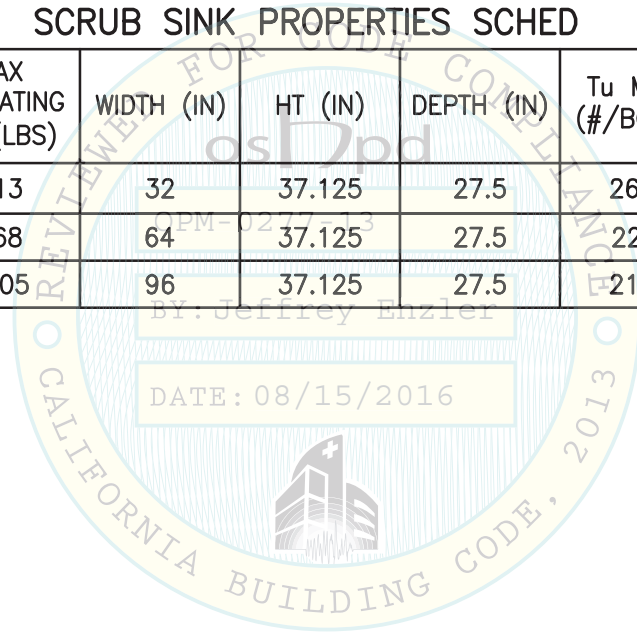 SCRUB SINK PROPERTIES SCHED
AX
ATING
(LBS)
WIDTH (IN)
HT (IN)
DEPTH (IN)
Tu M
(#/BO
13 32 37.125 27.5 26
68 64 37.125 27.5 22
05 96 37.125 27.5 21
REVIEWED FOR CODE COMPLIANCE
oshpd
OPM-0277-13
BY: Jeffrey Enzler
DATE: 08/15/2016
CALIFORNIA BUILDING CODE, 2013